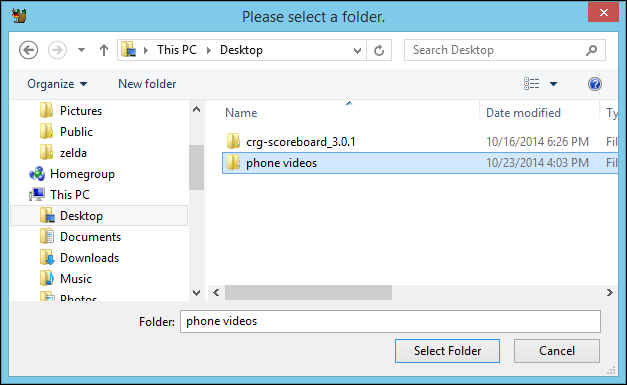 Please select a folder.
This PC Desktop
Search Desktop
Organize New folder
Pictures
Public
zelda
Homegroup
This PC
Desktop
Documents
Downloads
Music
Photos
Name Date modified Ty
crg-scoreboard_3.0.1 10/16/2014 6:26 PM Fil
phone videos 10/23/2014 4:03 PM Fil
Folder: phone videos
Select Folder Cancel